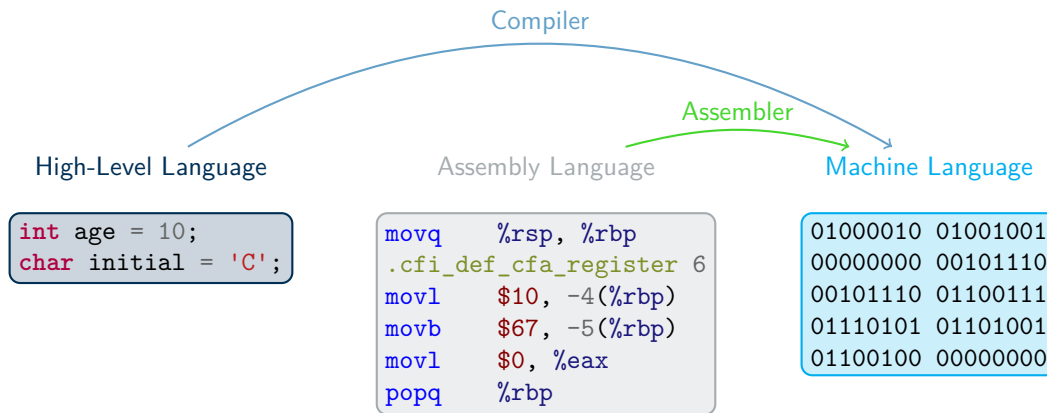 Compiler
Assembler
High-Level Language
Assembly Language
Machine Language
int age = 10;
char initial = 'C';
movq %rsp, %rbp
.cfi_def_cfa_register 6
movl $10, -4(%rbp)
movb $67, -5(%rbp)
movl $0, %eax
popq %rbp
01000010 01001001
00000000 00101110
00101110 01100111
01110101 01101001
01100100 00000000